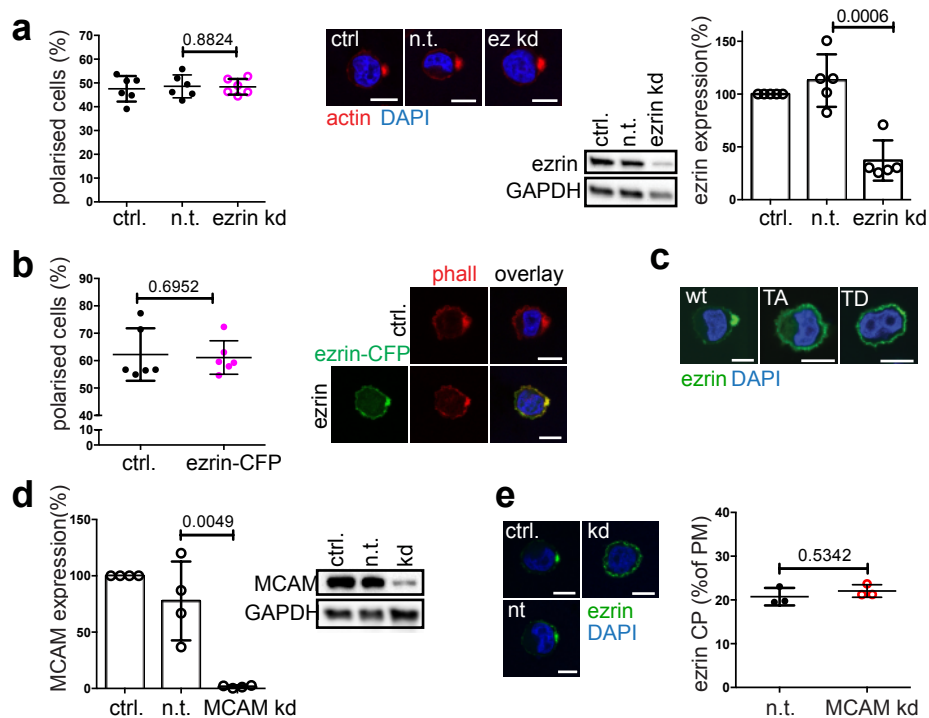 a
polarised cells (%)
70
60
50
40
30
20
10
0
0.8824
ctrl.
n.t.
ezrin kd
ctrl
n.t.
ez kd
actin DAPI
ctrl.
n.t.
ezrin kd
ezrin
GAPDH
ezrin expression(%)
150
100
50
0
0.0006
ctrl.
n.t.
ezrin kd
b
polarised cells (%)
90
80
70
60
50
40
10
0
0.6952
ctrl.
ezrin-CFP
phall
overlay
ctrl.
ezrin-CFP
ezrin
c
wt
TA
TD
ezrin DAPI
d
MCAM expression(%)
150
100
50
0
0.0049
ctrl.
n.t.
MCAM kd
ctrl.
n.t.
kd
MCAM
GAPDH
e
ctrl.
kd
nt
ezrin
DAPI
ezrin CP (%of PM)
40
30
20
10
0
0.5342
n.t.
MCAM kd